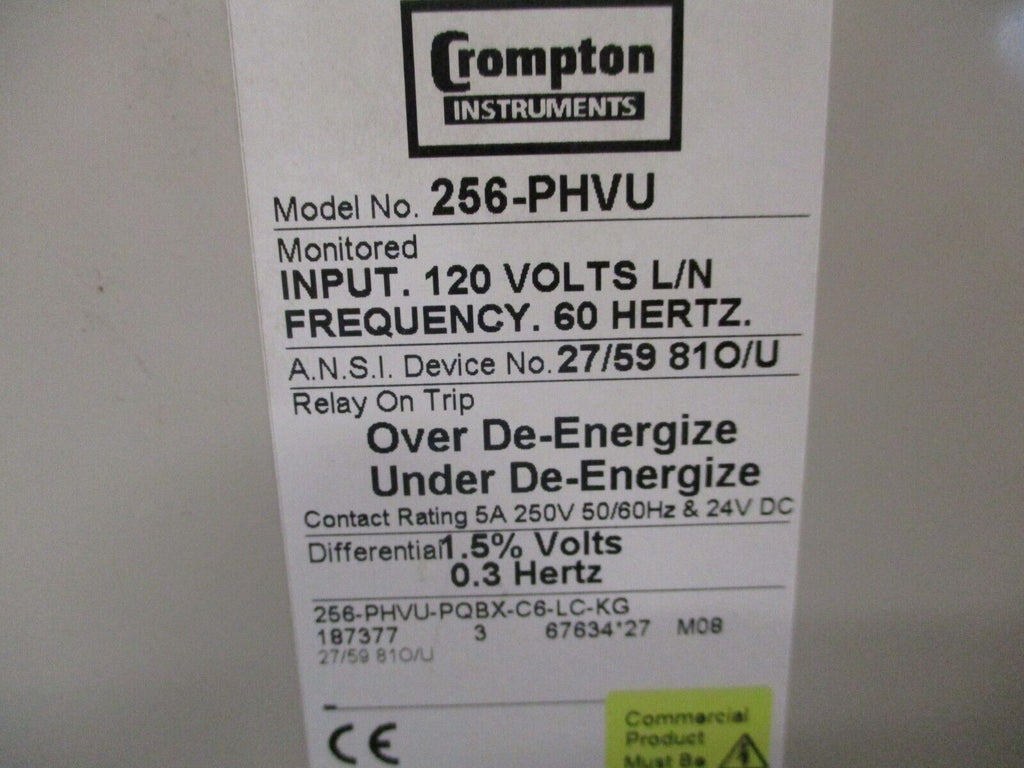 Crompton
INSTRUMENTS
Model No. 256-PHVU
Monitored
INPUT. 120 VOLTS L/N
FREQUENCY. 60 HERTZ.
A.N.S.I. Device No. 27/59 81O/U
Relay On Trip
Over De-Energize
Under De-Energize
Contact Rating 5A 250V 50/60Hz & 24V DC
Differential 1.5% Volts
0.3 Hertz
256-PHVU-PQBX-C6-LC-KG
187377 3 67634*27 M08
27/59 81O/U
CE
Commercial
Product
Must Be